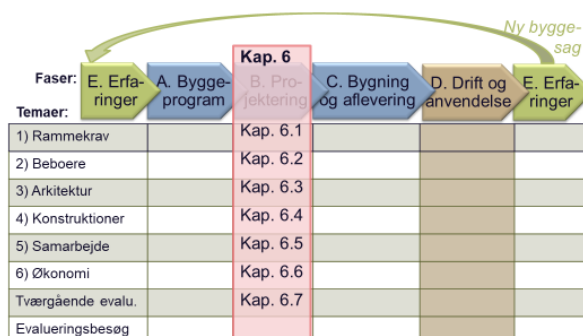 Ny bygge-
sag
Kap. 6
Faser:
E. Erfa-
ringer
A. Bygge-
program
B. Pro-
jektering
C. Bygning
og aflevering
D. Drift og
anvendelse
E. Erfa-
ringer
Temaer:
1) Rammekrav Kap. 6.1
2) Beboere Kap. 6.2
3) Arkitektur Kap. 6.3
4) Konstruktioner Kap. 6.4
5) Samarbejde Kap. 6.5
6) Økonomi Kap. 6.6
Tværgående evalu. Kap. 6.7
Evalueringsbesøg